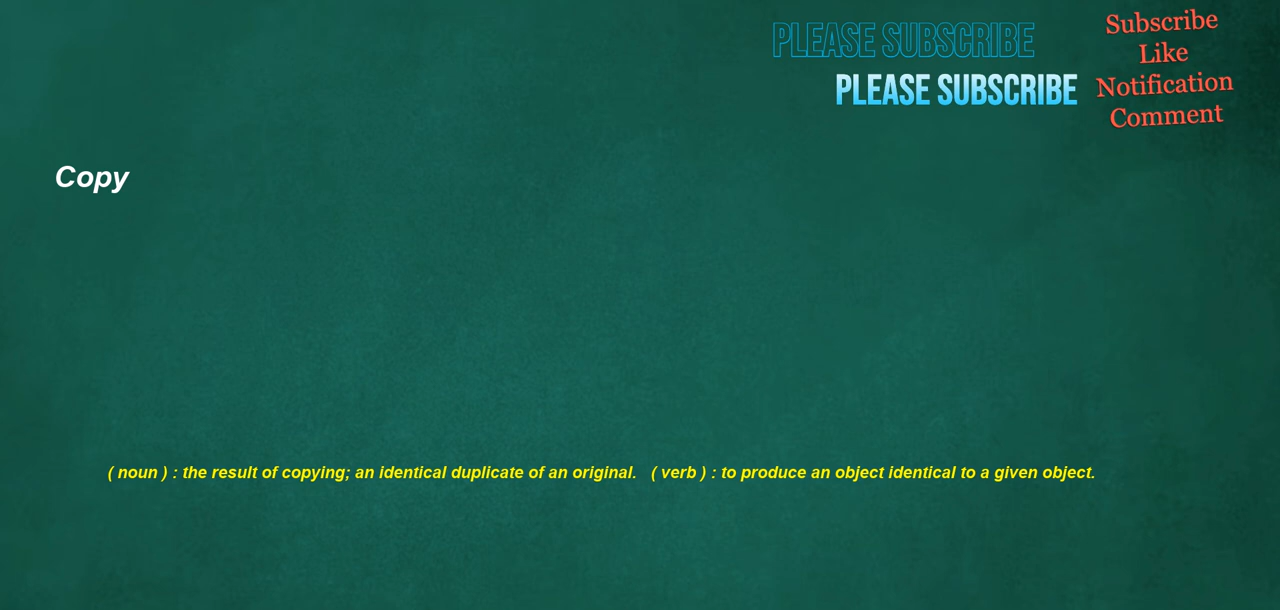 PLEASE SUBSCRIBE
PLEASE SUBSCRIBE
Subscribe
Like
Notification
Comment
Copy
( noun ) : the result of copying; an identical duplicate of an original.   ( verb ) : to produce an object identical to a given object.